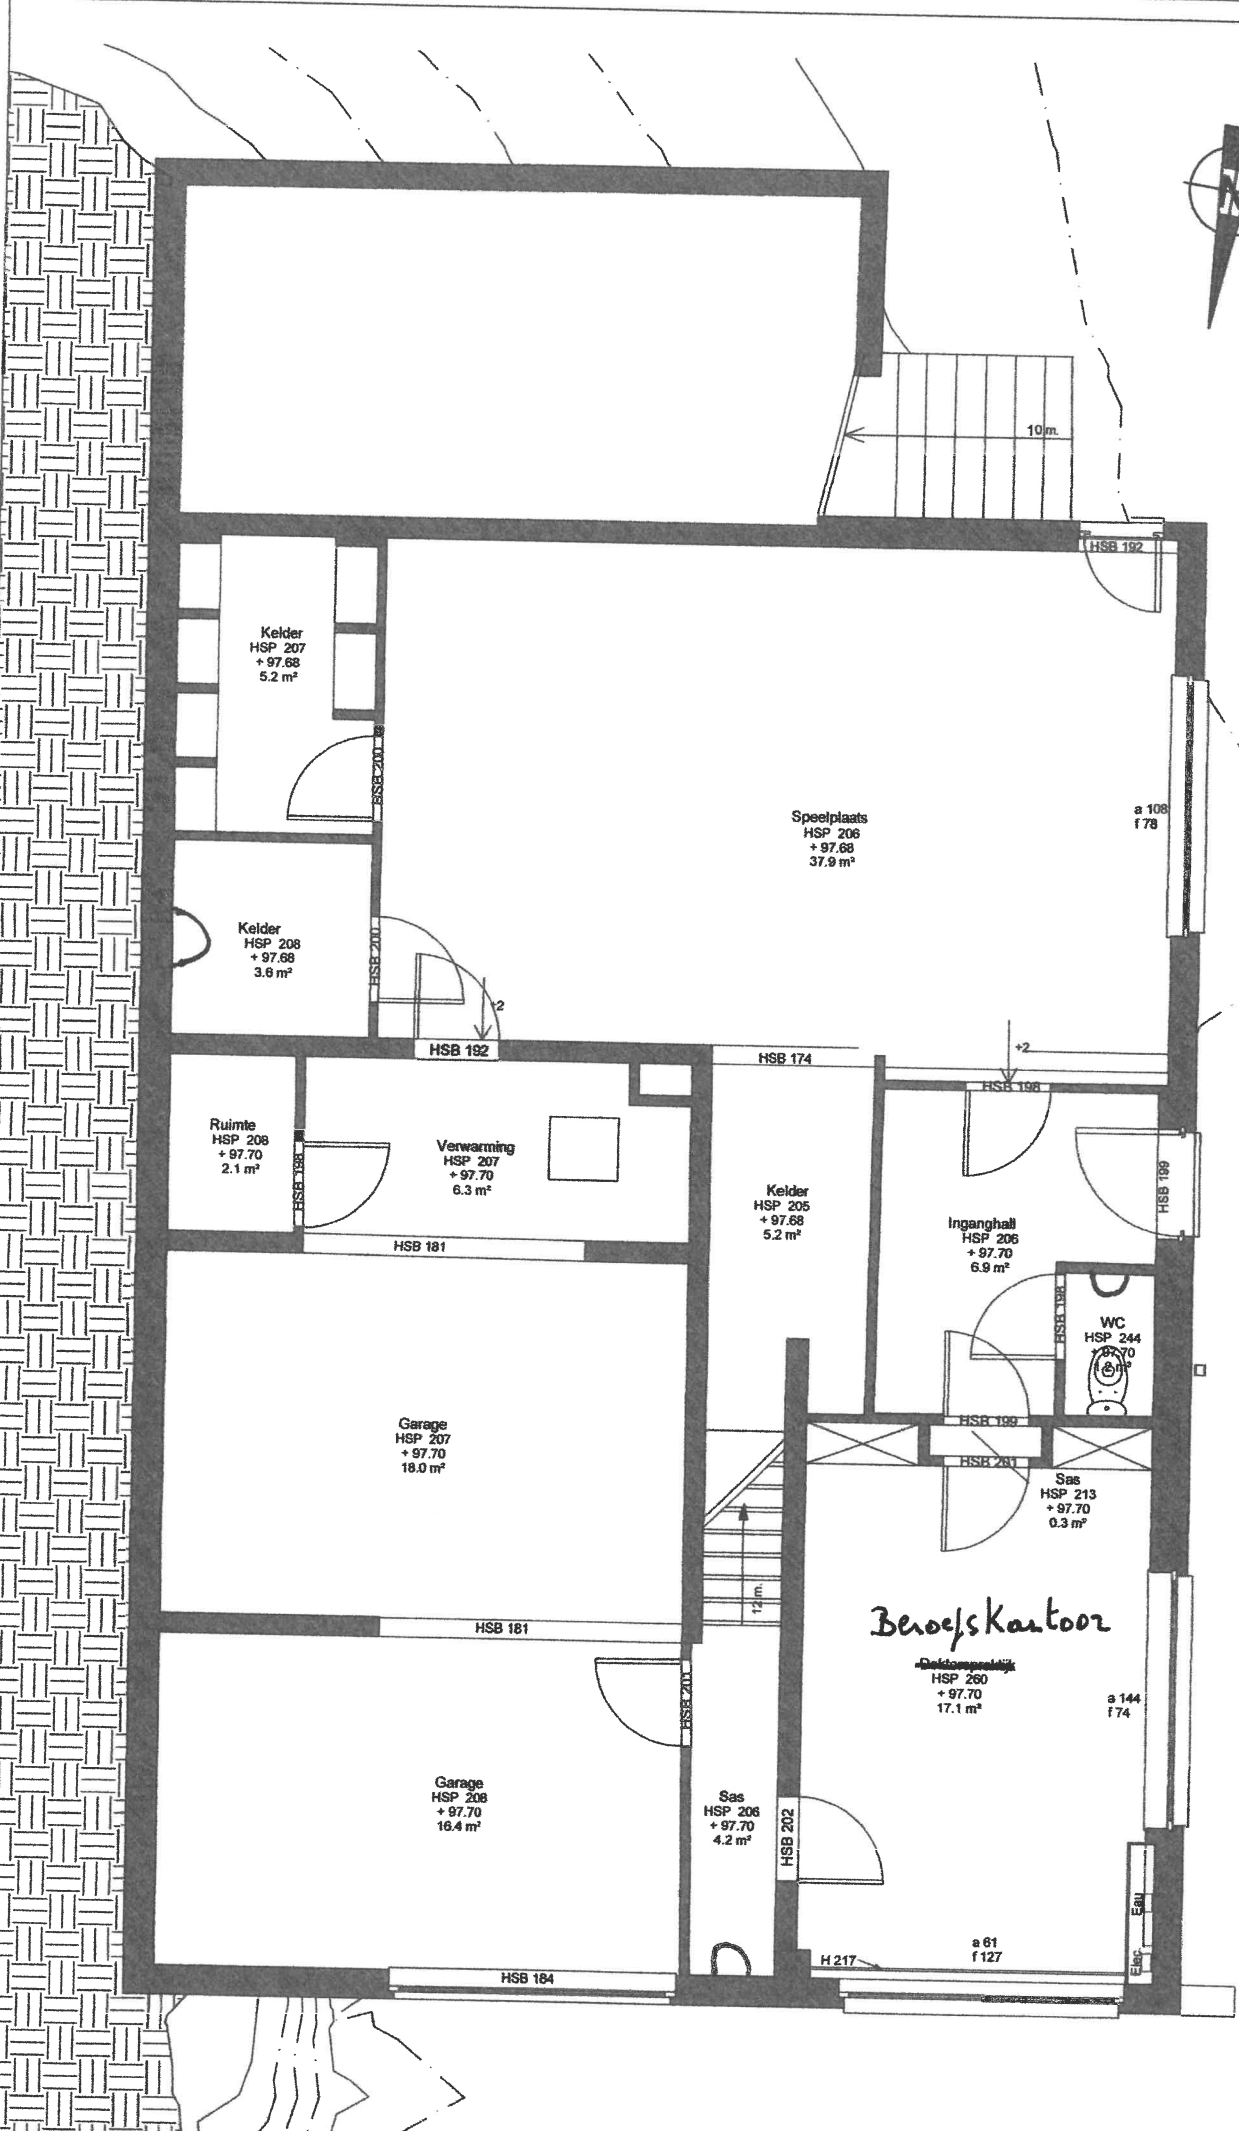 N
10 m.
HSB 192
Kelder
HSP 207
+ 97.68
5.2 m²
HSB 200
Speelplaats
HSP 206
+ 97.68
37.9 m²
a 108
f 78
Kelder
HSP 208
+ 97.68
3.6 m²
HSB 200
+2
HSB 192
HSB 174
+2
HSB 198
Ruimte
HSP 208
+ 97.70
2.1 m²
HSB 198
Verwarming
HSP 207
+ 97.70
6.3 m²
HSB 181
Kelder
HSP 205
+ 97.68
5.2 m²
Inganghall
HSP 206
+ 97.70
6.9 m²
HSB 199
HSB 198
WC
HSP 244
+ 97.70
m²
HSB 199
HSB 201
Sas
HSP 213
+ 97.70
0.3 m²
Garage
HSP 207
+ 97.70
18.0 m²
12 m.
HSB 181
HSB 201
Beroepskantoor
Doktorspraktijk
HSP 260
+ 97.70
17.1 m²
a 144
f 74
Garage
HSP 208
+ 97.70
16.4 m²
Sas
HSP 206
+ 97.70
4.2 m²
HSB 202
Eau
Elec
a 61
f 127
H 217
HSB 184